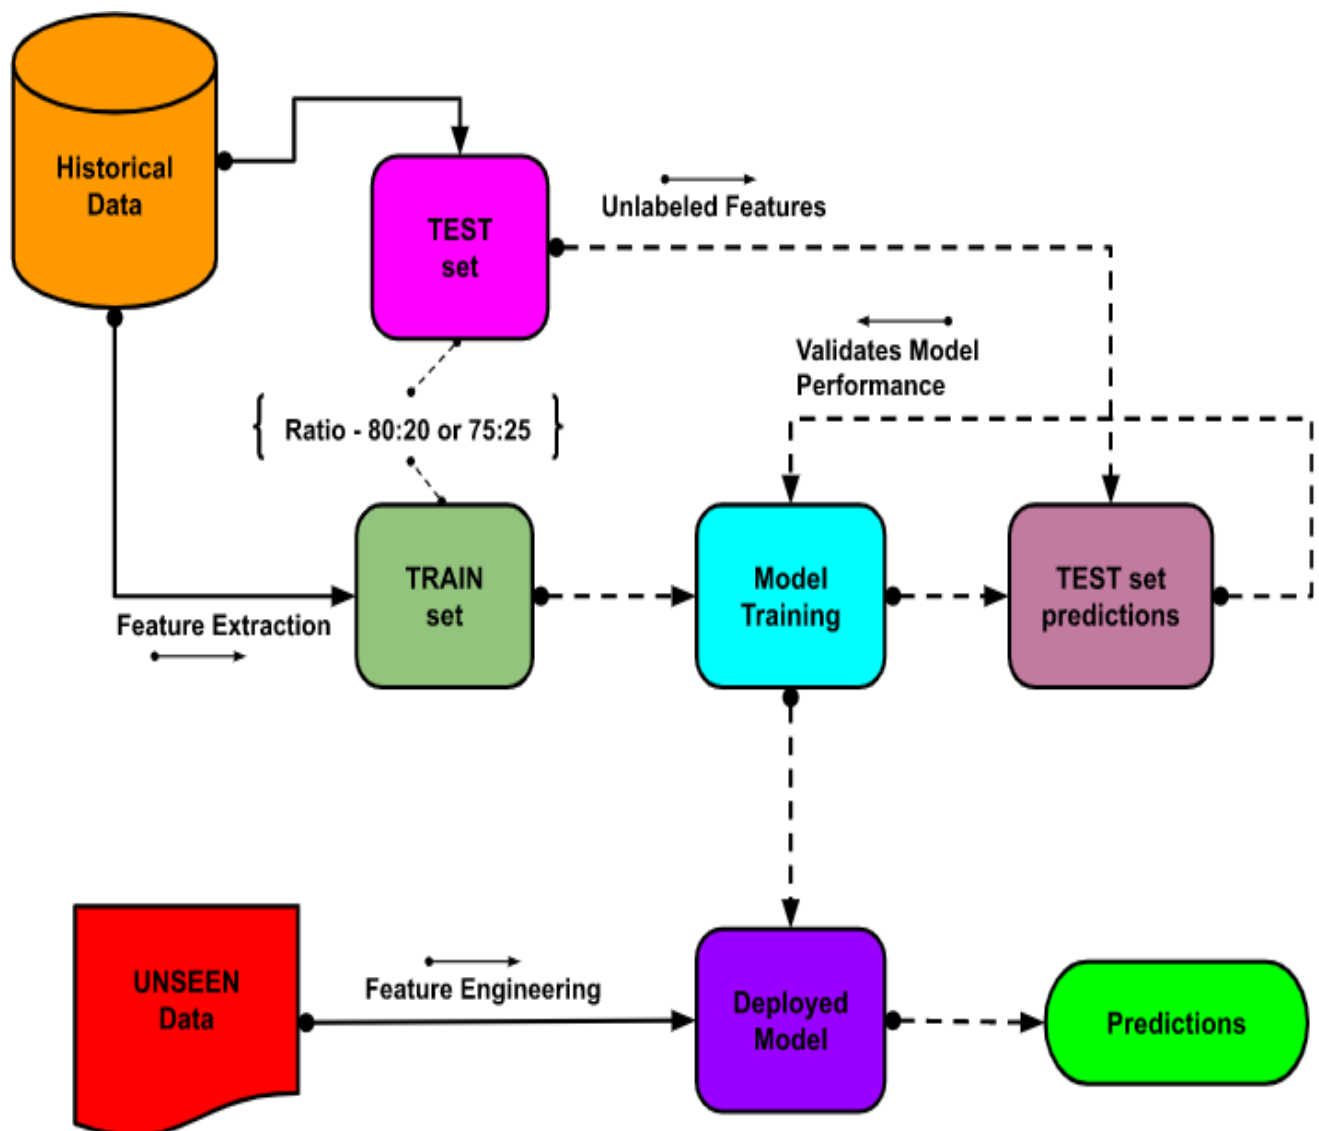 Historical
Data
TEST
set
Unlabeled Features
Validates Model
Performance
{ Ratio - 80:20 or 75:25 }
TRAIN
set
Model
Training
TEST set
predictions
Feature Extraction
UNSEEN
Data
Feature Engineering
Deployed
Model
Predictions